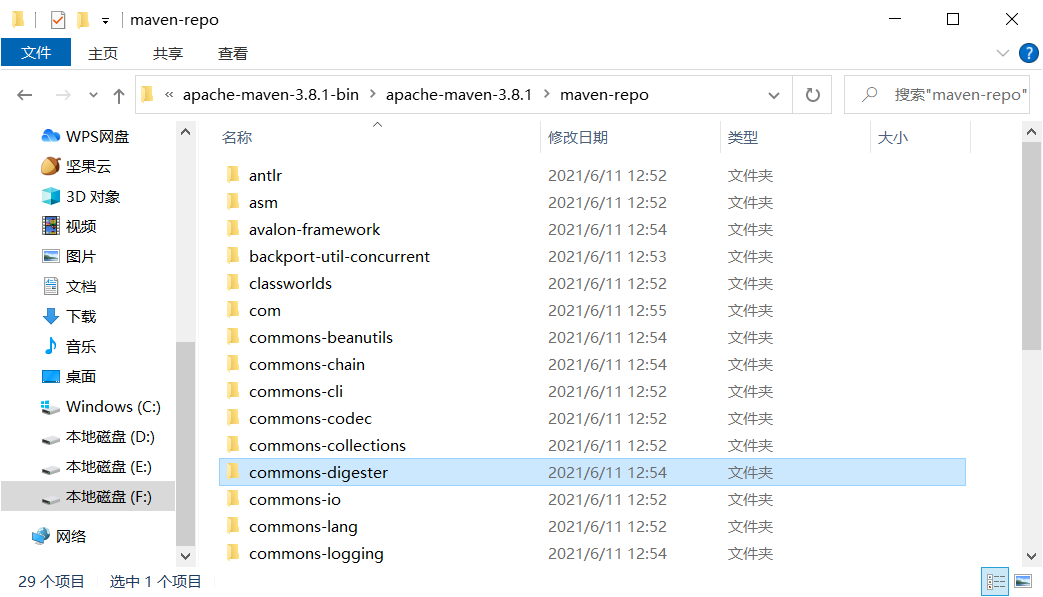 maven-repo
文件 主页 共享 查看 ?
« apache-maven-3.8.1-bin > apache-maven-3.8.1 > maven-repo 搜索"maven-repo"
WPS网盘
坚果云
3D 对象
视频
图片
文档
下载
音乐
桌面
Windows (C:)
本地磁盘 (D:)
本地磁盘 (E:)
本地磁盘 (F:)
网络
名称 修改日期 类型 大小
antlr 2021/6/11 12:52 文件夹
asm 2021/6/11 12:52 文件夹
avalon-framework 2021/6/11 12:54 文件夹
backport-util-concurrent 2021/6/11 12:53 文件夹
classworlds 2021/6/11 12:52 文件夹
com 2021/6/11 12:55 文件夹
commons-beanutils 2021/6/11 12:54 文件夹
commons-chain 2021/6/11 12:54 文件夹
commons-cli 2021/6/11 12:52 文件夹
commons-codec 2021/6/11 12:52 文件夹
commons-collections 2021/6/11 12:52 文件夹
commons-digester 2021/6/11 12:54 文件夹
commons-io 2021/6/11 12:52 文件夹
commons-lang 2021/6/11 12:52 文件夹
commons-logging 2021/6/11 12:54 文件夹
29 个项目 选中 1 个项目